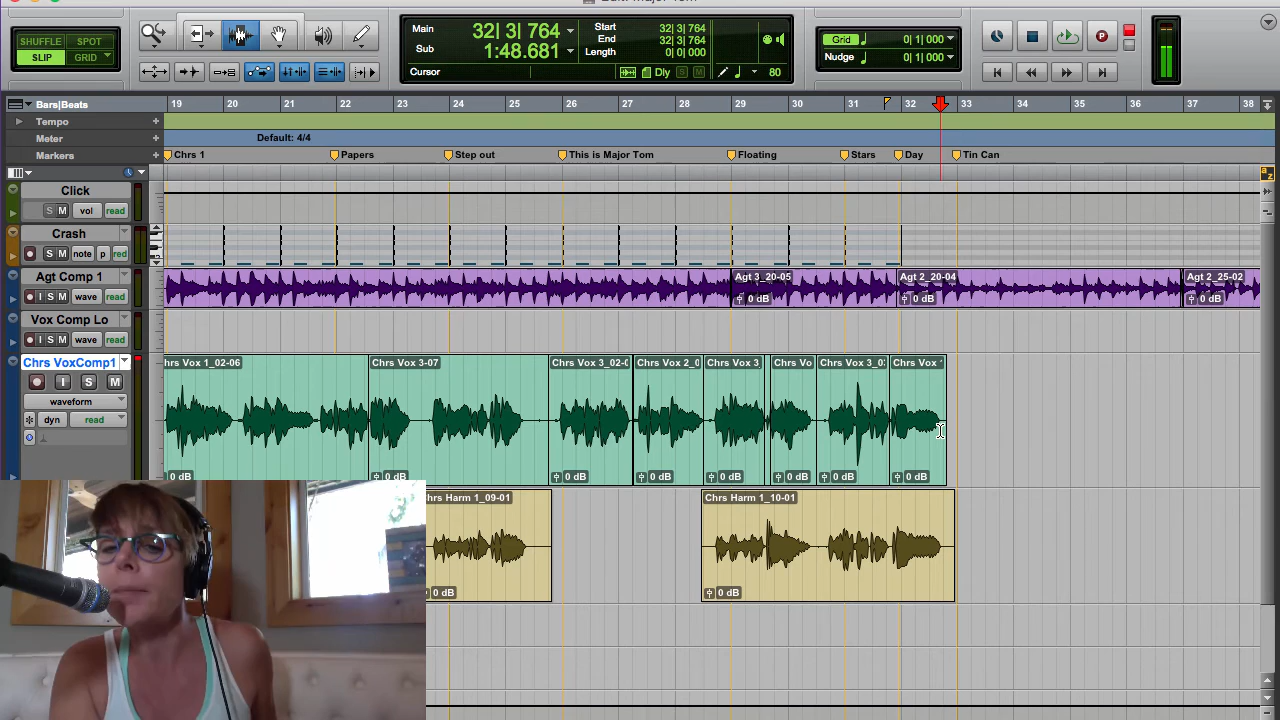 SHUFFLE SPOT
SLIP GRID
Main 32| 3| 764
Sub 1:48.681
Cursor
Start 32| 3| 764
End 32| 3| 764
Length 0| 0| 000
Dly S M
80
Grid 0| 1| 000
Nudge 0| 1| 000
P
Bars|Beats
19 20 21 22 23 24 25 26 27 28 29 30 31 32 33 34 35 36 37 38
Tempo
Meter
Default: 4/4
Markers
Chrs 1 Papers Step out This is Major Tom Floating Stars Day Tin Can
a z
Click
S M vol read
Crash
M note p red
Agt Comp 1
I S M wave read
Agt 3_20-05
0 dB
Agt 2_20-04
0 dB
Agt 2_25-02
0 dB
Vox Comp Lo
I S M wave read
Chrs VoxComp1
I S M
waveform
dyn read
hrs Vox 1_02-06
0 dB
Chrs Vox 3-07
0 dB
Chrs Vox 3_02-0
0 dB
Chrs Vox 2_0
0 dB
Chrs Vox 3_
0 dB
Chrs Vo
0 dB
Chrs Vox 3_0
0 dB
Chrs Vox
0 dB
Chrs Harm 1_09-01
0 dB
Chrs Harm 1_10-01
0 dB